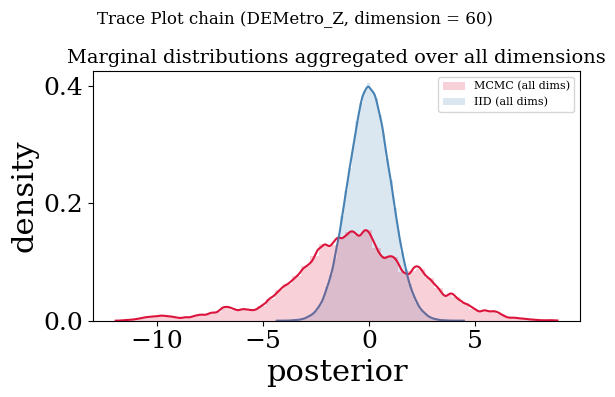 Trace Plot chain (DEMetro_Z, dimension = 60)
Marginal distributions aggregated over all dimensions
MCMC (all dims)
IID (all dims)
density
0.4
0.2
0.0
−10
−5
0
5
posterior